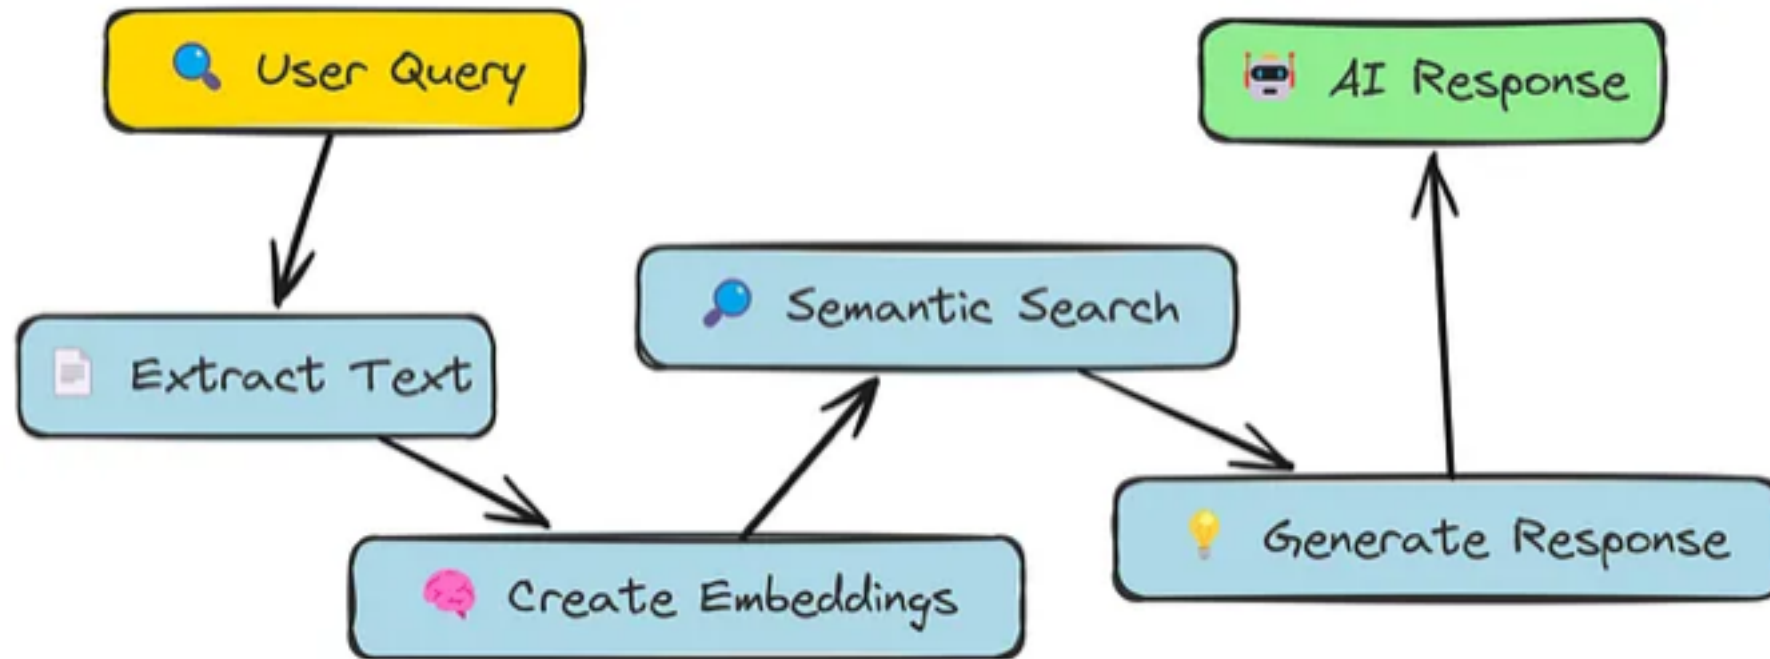 User Query
Extract Text
Create Embeddings
Semantic Search
Generate Response
AI Response